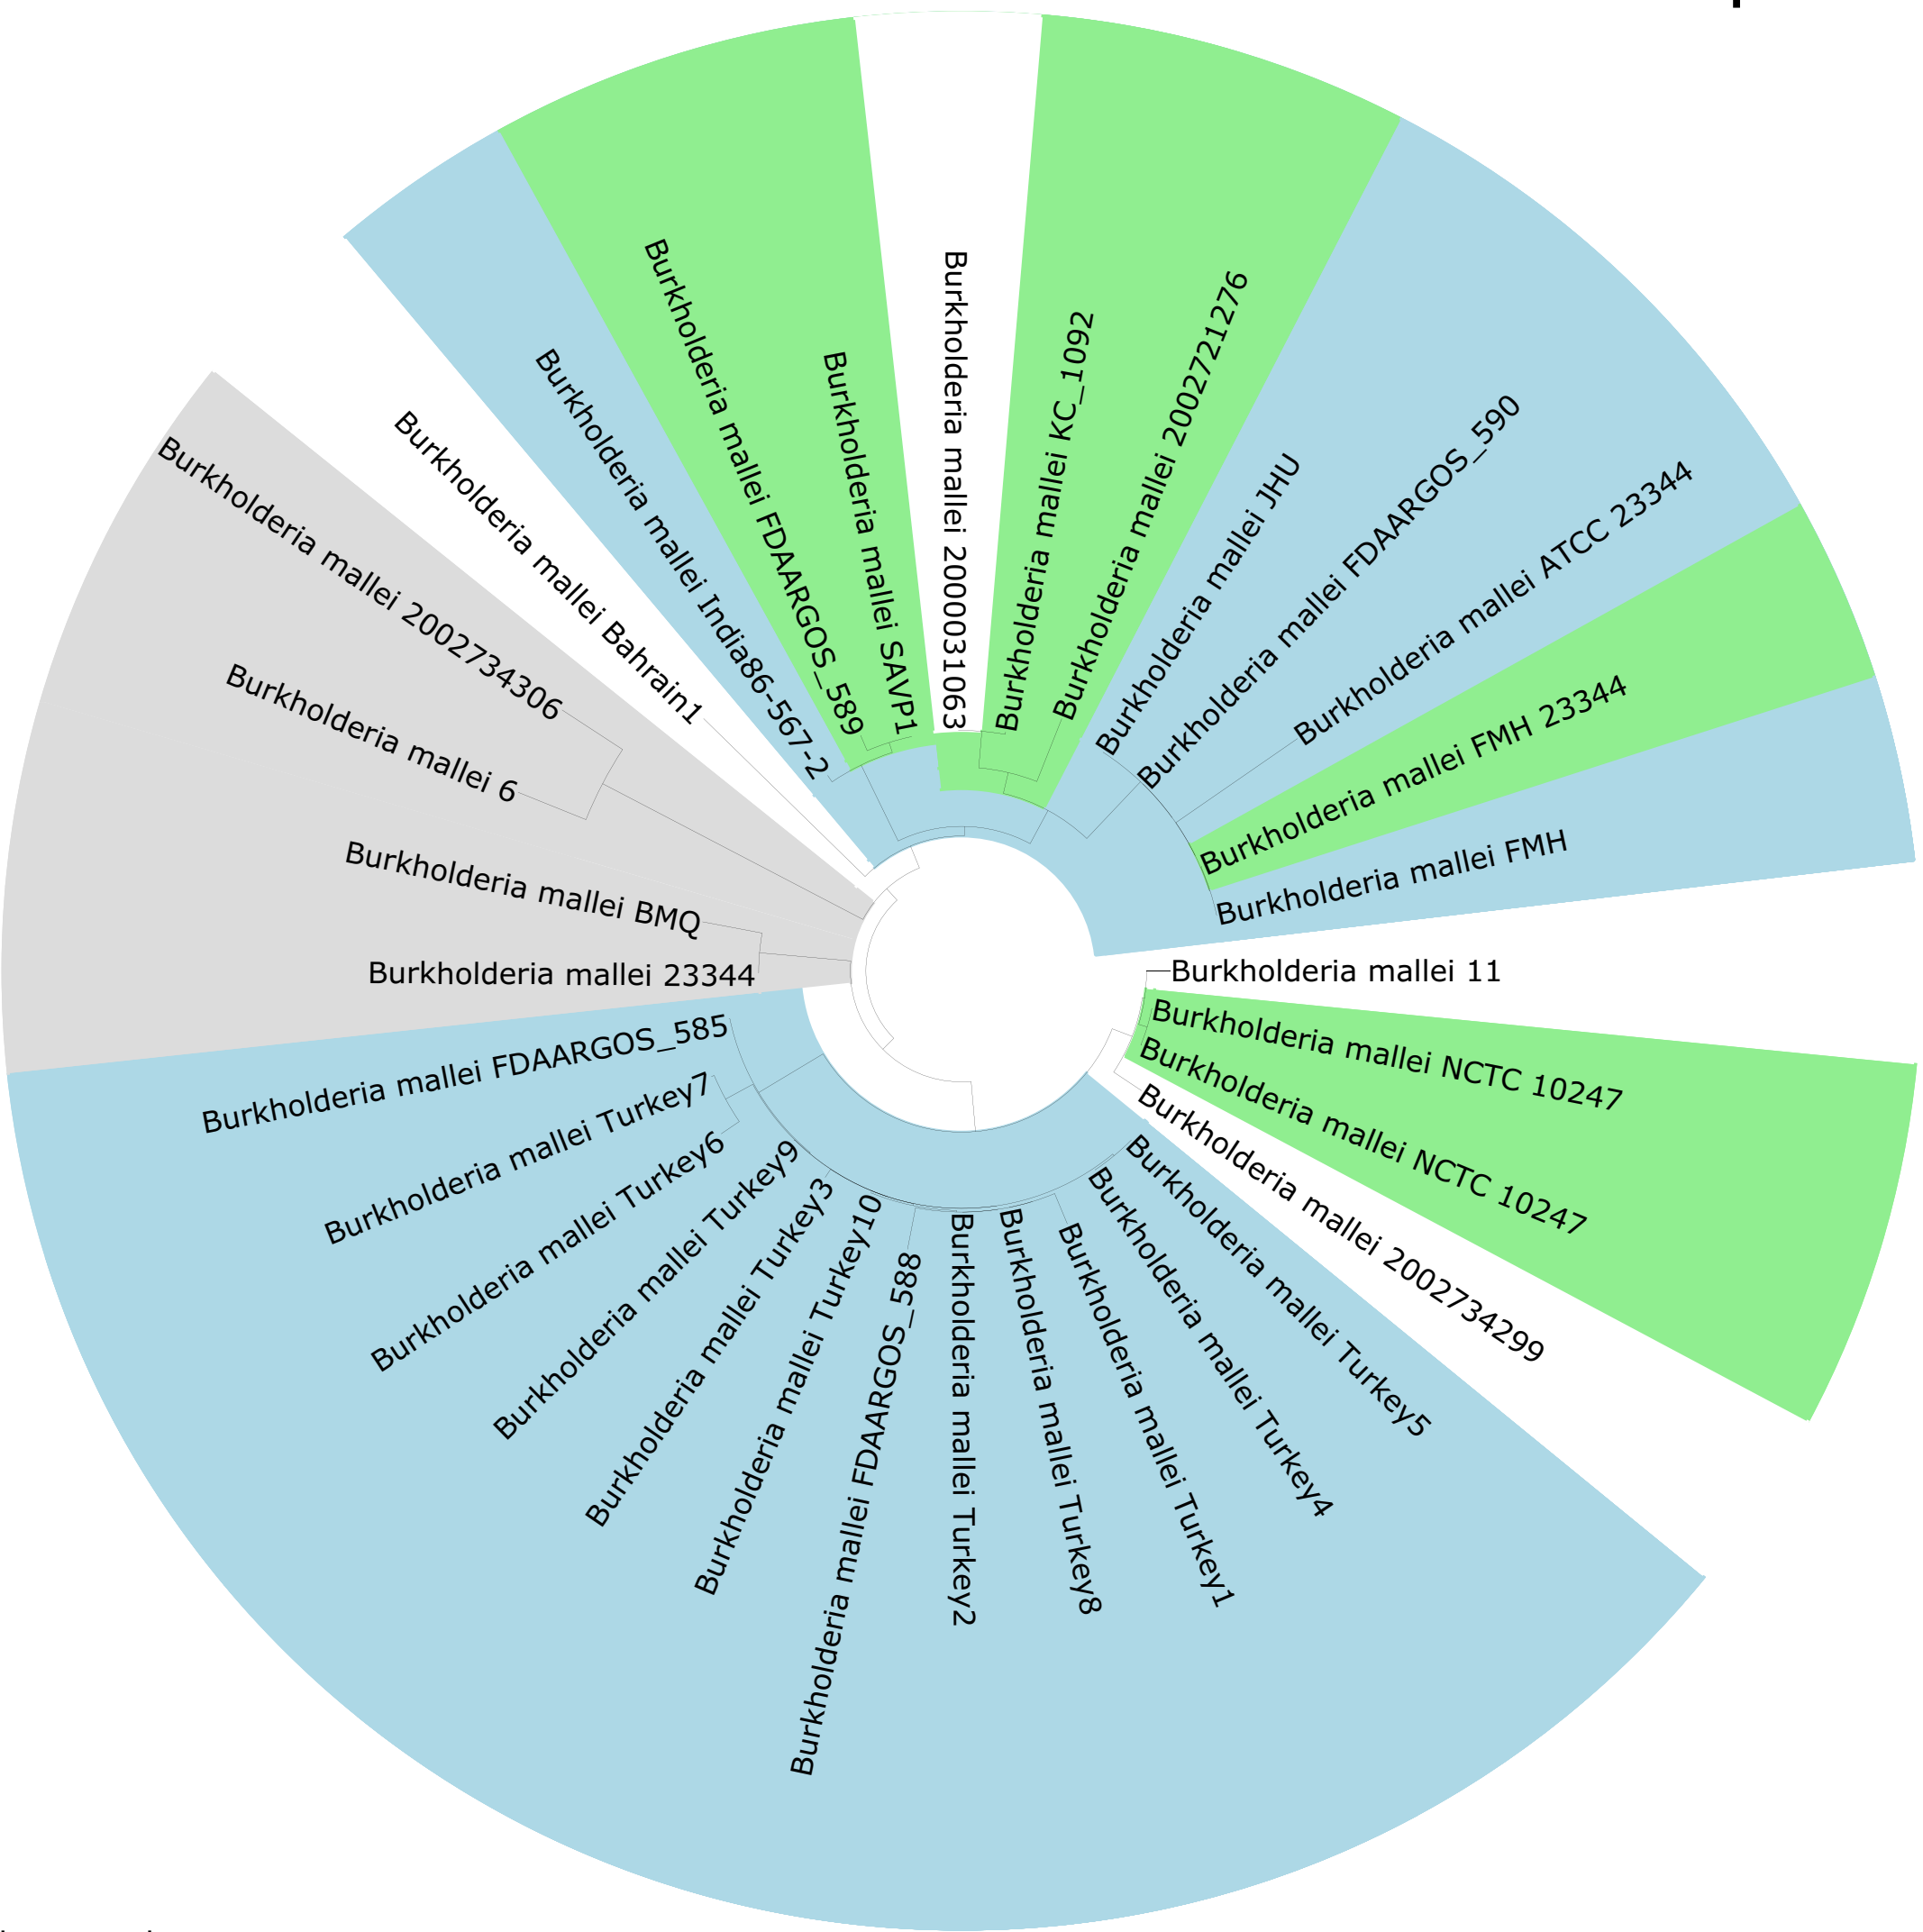 Burkholderia mallei 2000031063
Burkholderia mallei KC_1092
Burkholderia mallei 2002721276
Burkholderia mallei JHU
Burkholderia mallei FDAARGOS_590
Burkholderia mallei ATCC 23344
Burkholderia mallei FMH 23344
Burkholderia mallei FMH
Burkholderia mallei 11
Burkholderia mallei NCTC 10247
Burkholderia mallei NCTC 10247
Burkholderia mallei 2002734299
Burkholderia mallei Turkey5
Burkholderia mallei Turkey4
Burkholderia mallei Turkey1
Burkholderia mallei Turkey8
Burkholderia mallei Turkey2
Burkholderia mallei FDAARGOS_588
Burkholderia mallei Turkey10
Burkholderia mallei Turkey3
Burkholderia mallei Turkey9
Burkholderia mallei Turkey6
Burkholderia mallei Turkey7
Burkholderia mallei FDAARGOS_585
Burkholderia mallei 23344
Burkholderia mallei BMQ
Burkholderia mallei 6
Burkholderia mallei 2002734306
Burkholderia mallei Bahrain1
Burkholderia mallei India86-567-2
Burkholderia mallei FDAARGOS_589
Burkholderia mallei SAVP1